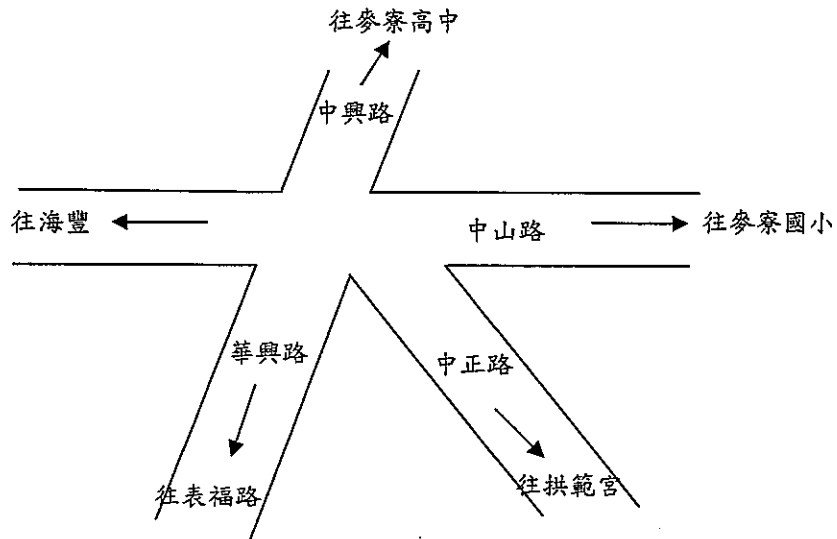 往麥寮高中
中興路
往海豐
中山路
往麥寮國小
華興路
中正路
往表福路
往拱範宮